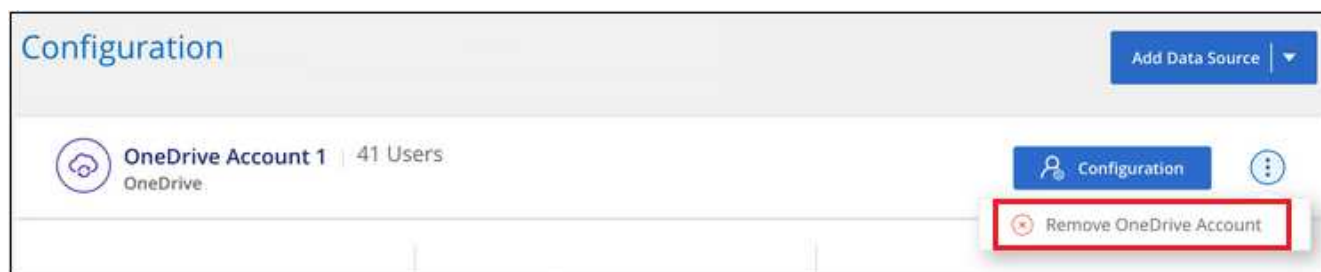 Configuration
Add Data Source
OneDrive Account 1 41 Users
OneDrive
Configuration
Remove OneDrive Account